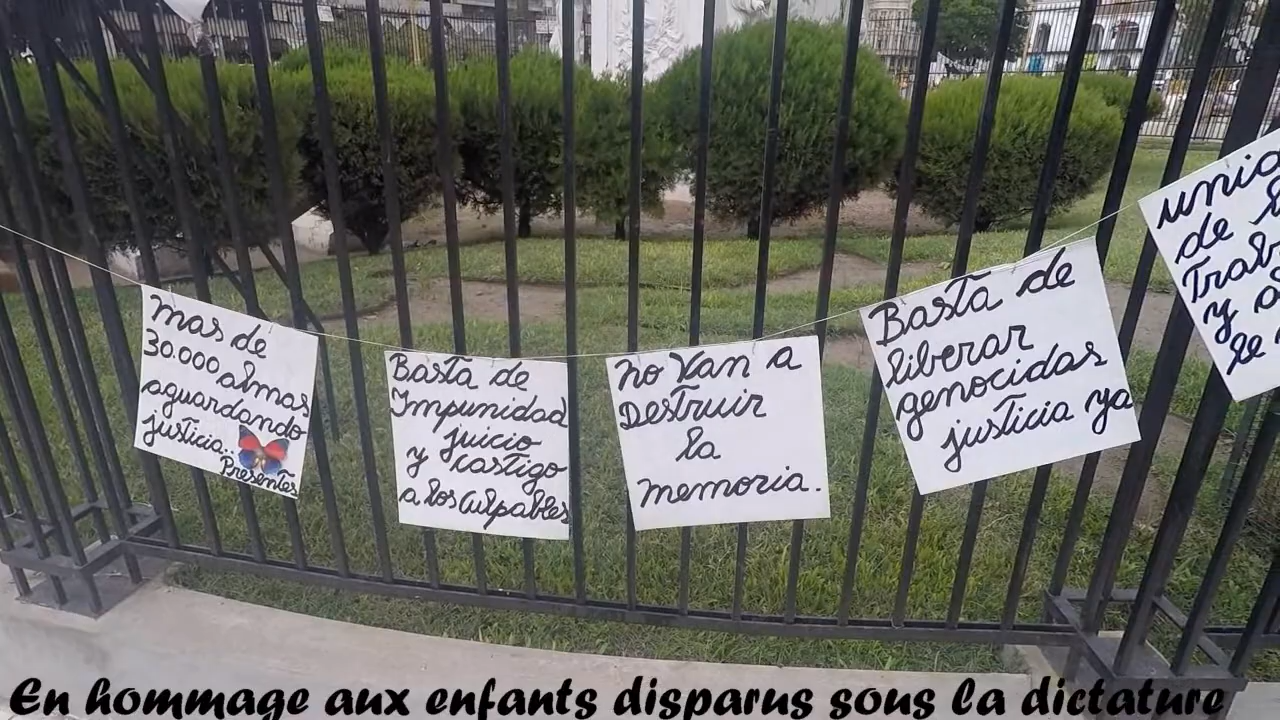 mas de
30.000 almas
aguardando
justicia..
Presentes
Basta de
Impunidad
juicio
y castigo
a los culpables
no van a
Destruir
la
memoria.
Basta de
liberar
genocidas
justicia ya
de
y
En hommage aux enfants disparus sous la dictature